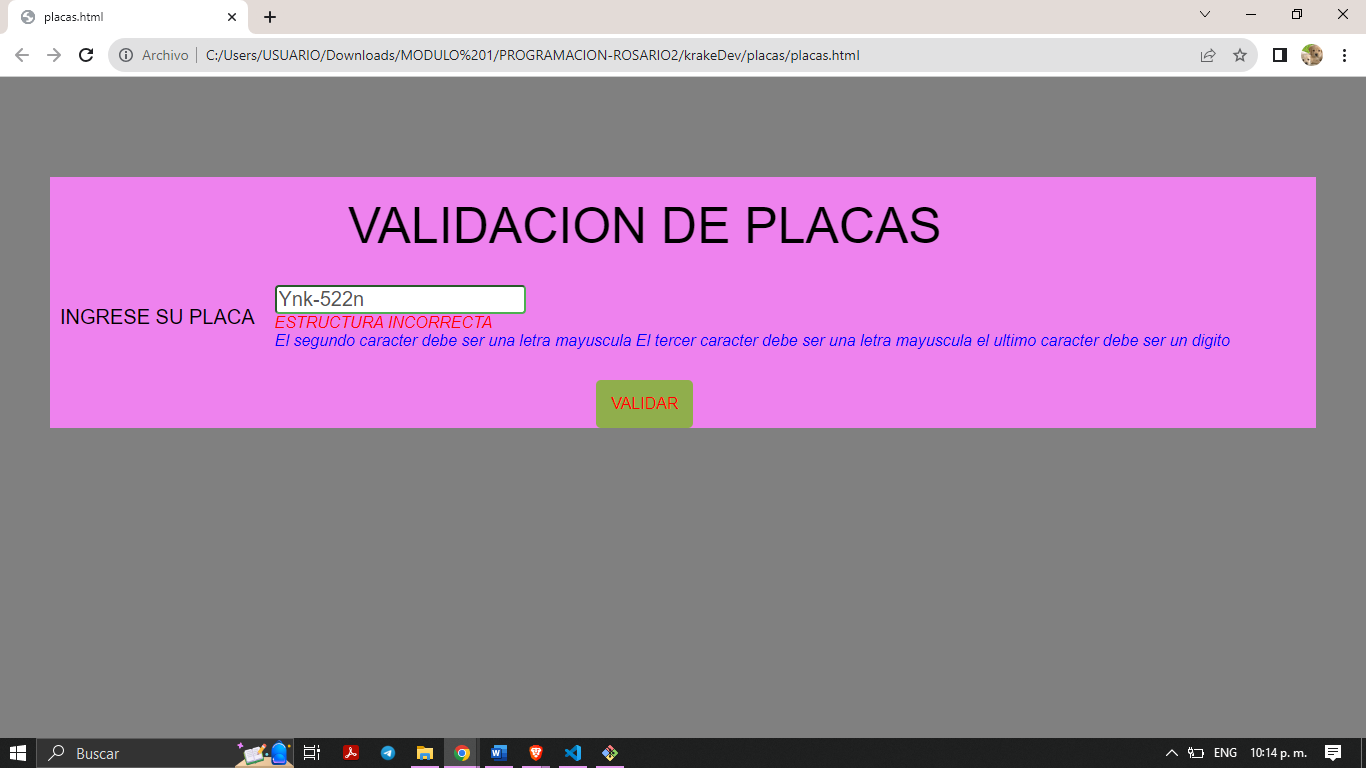 placas.html
Archivo
C:/Users/USUARIO/Downloads/MODULO%201/PROGRAMACION-ROSARIO2/krakeDev/placas/placas.html
VALIDACION DE PLACAS
INGRESE SU PLACA
Ynk-522n
ESTRUCTURA INCORRECTA
El segundo caracter debe ser una letra mayuscula El tercer caracter debe ser una letra mayuscula el ultimo caracter debe ser un digito
VALIDAR
Buscar
ENG
10:14 p. m.